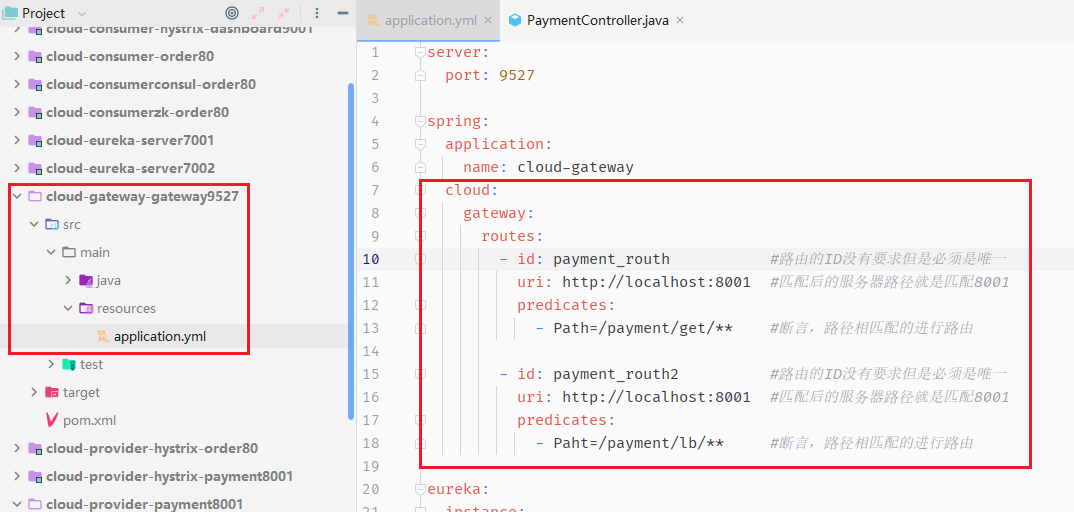 Project
cloud-consumer-hystrix-dashboard9001
cloud-consumer-order80
cloud-consumerconsul-order80
cloud-consumerzk-order80
cloud-eureka-server7001
cloud-eureka-server7002
cloud-gateway-gateway9527
src
main
java
resources
application.yml
test
target
pom.xml
cloud-provider-hystrix-order80
cloud-provider-hystrix-payment8001
cloud-provider-payment8001
application.yml
PaymentController.java
1 server:
2 port: 9527
3
4 spring:
5 application:
6 name: cloud-gateway
7 cloud:
8 gateway:
9 routes:
10 - id: payment_routh #路由的ID没有要求但是必须是唯一
11 uri: http://localhost:8001 #匹配后的服务器路径就是匹配8001
12 predicates:
13 - Path=/payment/get/** #断言，路径相匹配的进行路由
14
15 - id: payment_routh2 #路由的ID没有要求但是必须是唯一
16 uri: http://localhost:8001 #匹配后的服务器路径就是匹配8001
17 predicates:
18 - Paht=/payment/lb/** #断言，路径相匹配的进行路由
19
20 eureka:
21 instance: